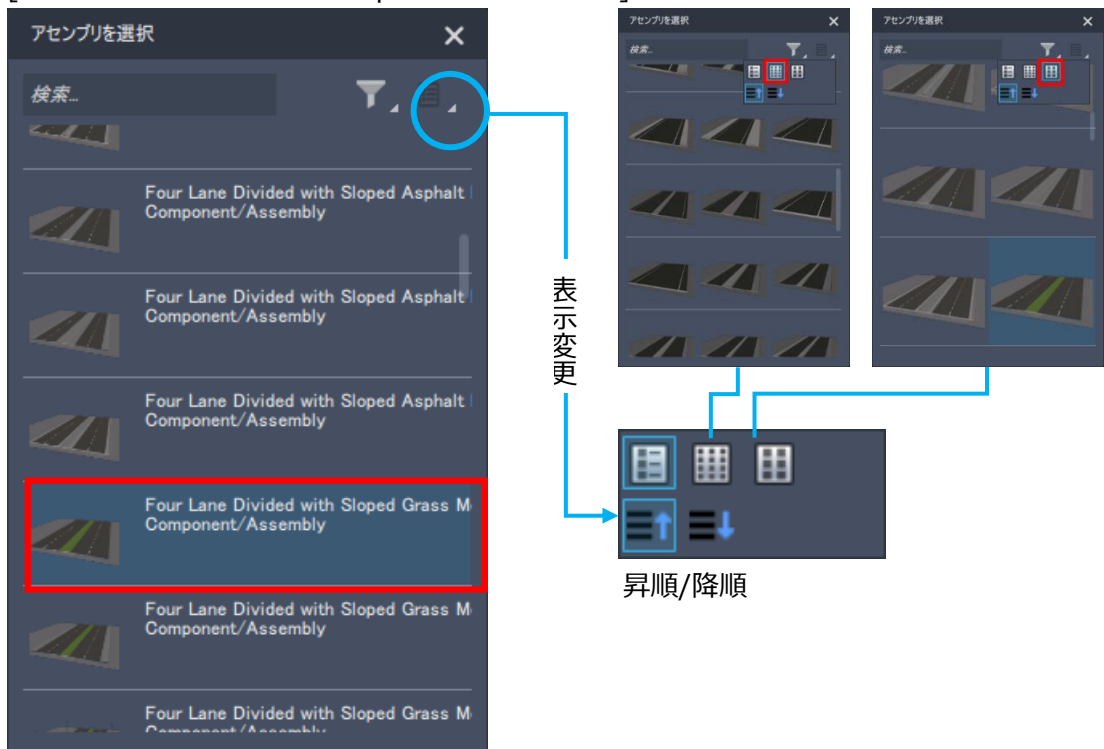 アセンブリを選択
検索...
Four Lane Divided with Sloped Asphalt
Component/Assembly
Four Lane Divided with Sloped Asphalt
Component/Assembly
Four Lane Divided with Sloped Asphalt
Component/Assembly
Four Lane Divided with Sloped Grass M
Component/Assembly
Four Lane Divided with Sloped Grass M
Component/Assembly
Four Lane Divided with Sloped Grass M
Component/Assembly
表示変更
アセンブリを選択
検索...
アセンブリを選択
検索...
昇順/降順